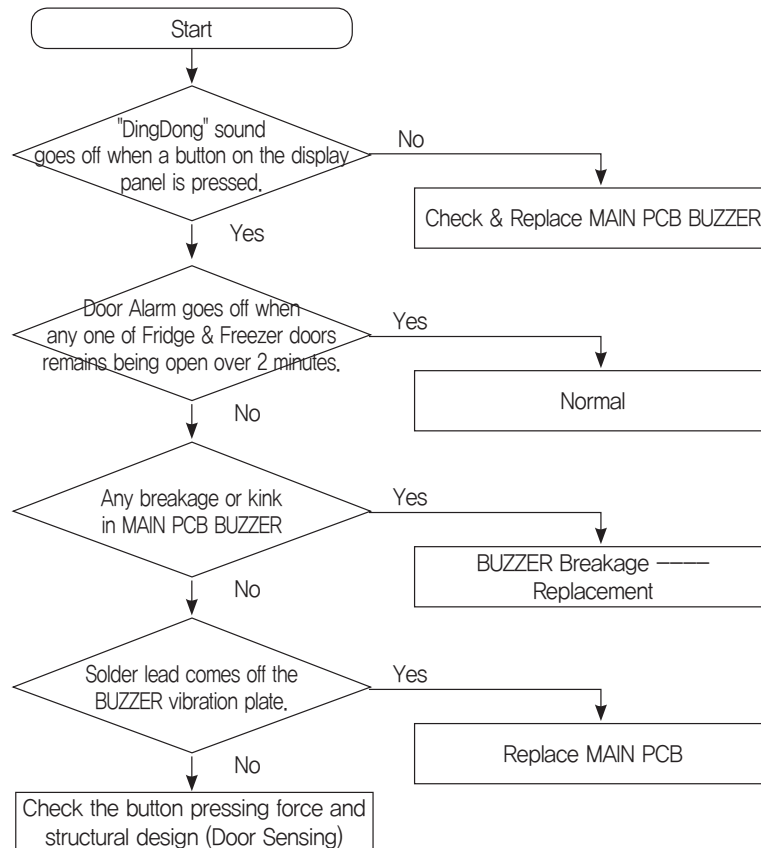 Start
"DingDong" sound
goes off when a button on the display
panel is pressed.
No
Check & Replace MAIN PCB BUZZER
Yes
Door Alarm goes off when
any one of Fridge & Freezer doors
remains being open over 2 minutes.
Yes
Normal
No
Any breakage or kink
in MAIN PCB BUZZER
Yes
BUZZER Breakage ----
Replacement
No
Solder lead comes off the
BUZZER vibration plate.
Yes
Replace MAIN PCB
No
Check the button pressing force and
structural design (Door Sensing)